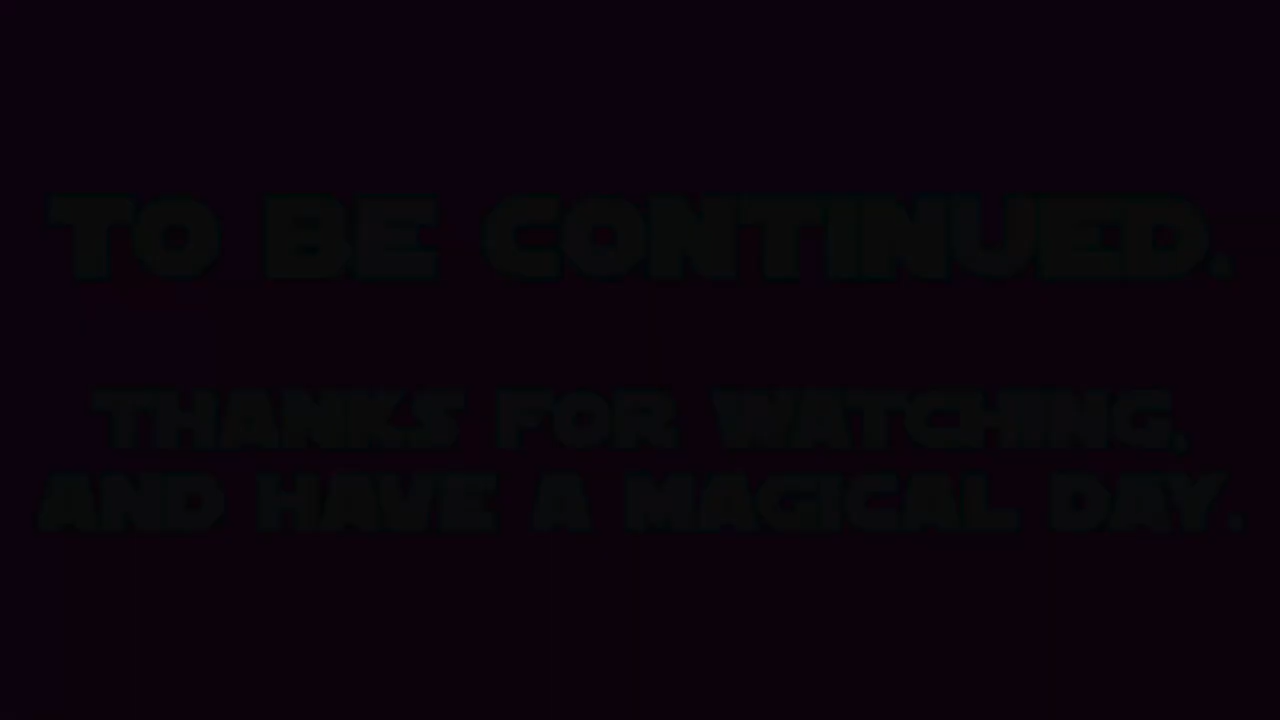 TO BE CONTINUED.
THANKS FOR WATCHING,
AND HAVE A MAGICAL DAY.